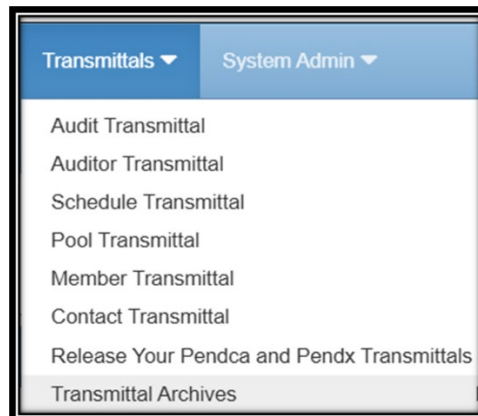 Transmittals System Admin
Audit Transmittal
Auditor Transmittal
Schedule Transmittal
Pool Transmittal
Member Transmittal
Contact Transmittal
Release Your Pendca and Pendx Transmittals
Transmittal Archives